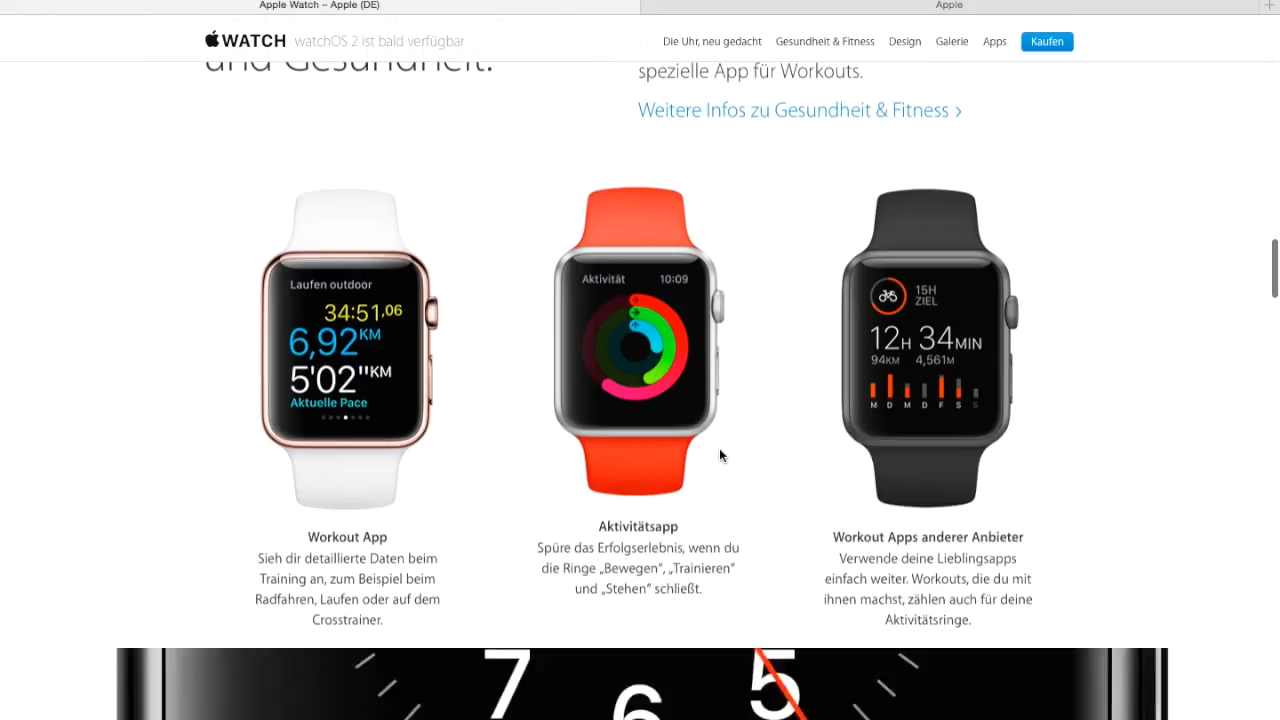 Apple Watch – Apple (DE)
Apple
WATCH watchOS 2 ist bald verfügbar
Die Uhr, neu gedacht
Gesundheit & Fitness
Design
Galerie
Apps
Kaufen
und Gesundheit.
spezielle App für Workouts.
Weitere Infos zu Gesundheit & Fitness >
Laufen outdoor
34:51,06
6,92KM
5'02"KM
Aktuelle Pace
Aktivität 10:09
15H
ZIEL
12H 34MIN
94KM 4,561M
M D M D F S S
Workout App
Sieh dir detaillierte Daten beim
Training an, zum Beispiel beim
Radfahren, Laufen oder auf dem
Crosstrainer.
Aktivitätsapp
Spüre das Erfolgserlebnis, wenn du
die Ringe „Bewegen“, „Trainieren“
und „Stehen“ schließt.
Workout Apps anderer Anbieter
Verwende deine Lieblingsapps
einfach weiter. Workouts, die du mit
ihnen machst, zählen auch für deine
Aktivitätsringe.
7 6 5